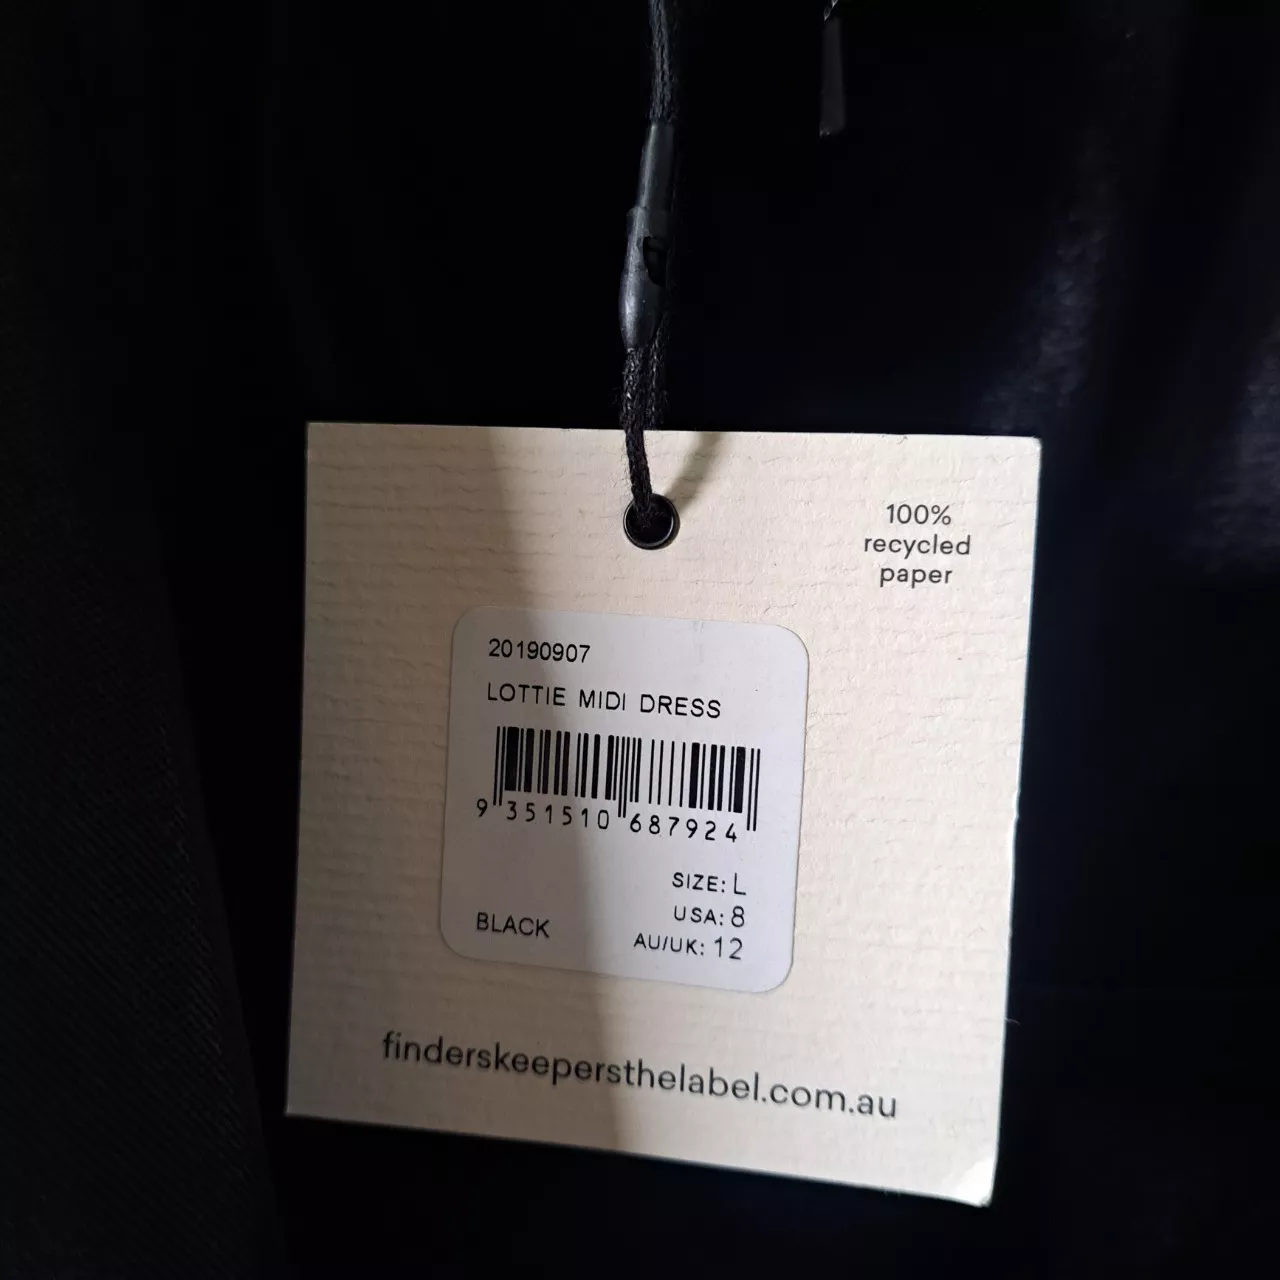 100%
recycled
paper
20190907
LOTTIE MIDI DRESS
9 351510 687924
SIZE: L
USA: 8
BLACK
AU/UK: 12
finderskeepersthelabel.com.au